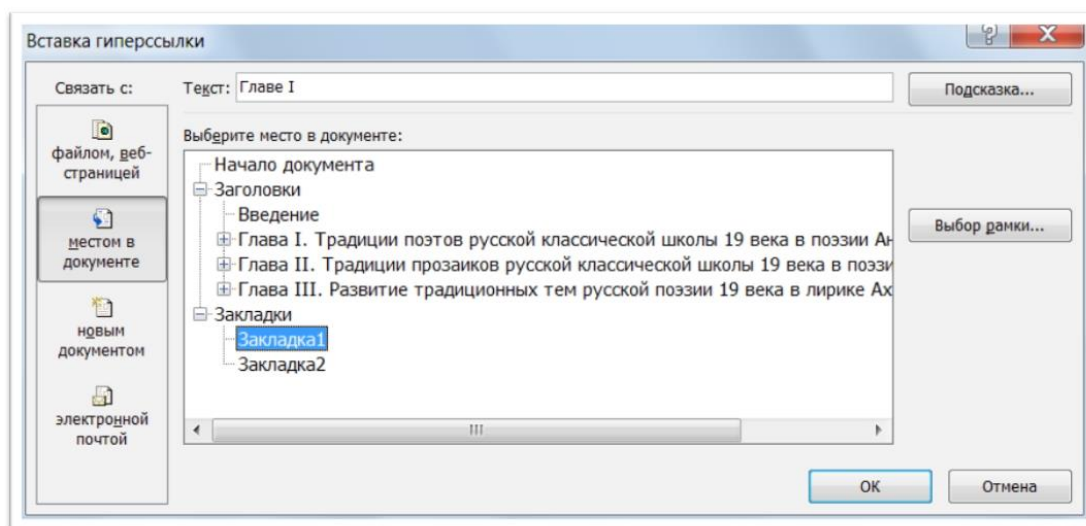 Вставка гиперссылки
Связать с:
Текст: Главе I
Подсказка...
файлом, веб-
страницей
местом в
документе
новым
документом
электронной
почтой
Выберите место в документе:
Начало документа
Заголовки
Введение
Глава I. Традиции поэтов русской классической школы 19 века в поэзии
Глава II. Традиции прозаиков русской классической школы 19 века в
Глава III. Развитие традиционных тем русской поэзии 19 века в лирике Ах
Закладки
Закладка1
Закладка2
Выбор рамки...
ОК
Отмена